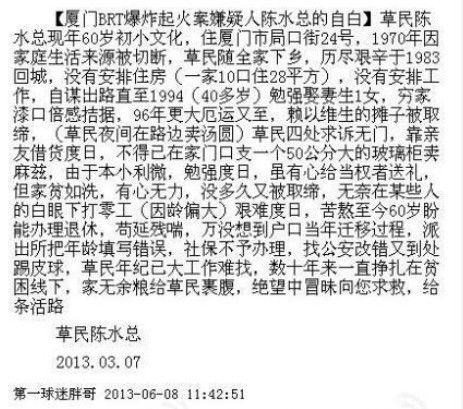 【厦门BRT爆炸起火案嫌疑人陈水总的自白】草民陈
水总现年60岁初小文化，住厦门市局口街24号，1970年因
家庭生活来源被切断，草民随全家下乡，历尽艰辛于1983
回城，没有安排住房（一家10口住28平方），没有安排工
作，自谋出路直至1994（40多岁）勉强娶妻生1女，穷家
漆口倍感拮据，96年更大厄运又至，赖以维生的摊子被取
缔，（草民夜间在路边卖汤圆）草民四处求诉无门，靠亲
友借货度日，不得已在家门口支一个50公分大的玻璃柜卖
麻兹，由于本小利微，勉强度日，虽有心给当权者送礼，
但家贫如洗，有心无力，没多久又被取缔，无奈在某些人
的白眼下打零工（因龄偏大）艰难度日，苦熬至今60岁盼
能办理退休，苟延残喘，万没想到户口当年迁移过程，派
出所把年龄填写错误，社保不予办理，找公安改错又到处
踢皮球，草民年纪己大工作难找，数十年来一直挣扎在贫
困线下，家无余粮给草民裹腹，绝望中冒昧向您求救，给
条活路
草民陈水总
2013.03.07
第一球迷胖哥 2013-06-08 11:42:51